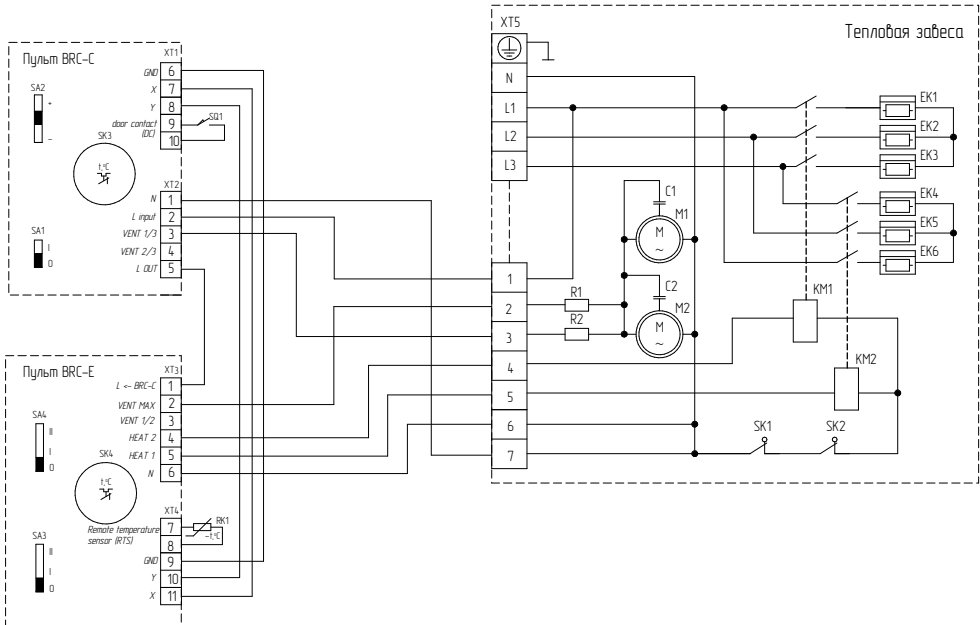 Пульт BRC-C
XT1
GND 6
X 7
Y 8
door contact (DC) 9
10
SQ1
SA2
+
−
SK3
t,°C
XT2
N 1
L input 2
VENT 1/3 3
VENT 2/3 4
L OUT 5
SA1
I
0
Пульт BRC-E
XT3
L <- BRC-C 1
VENT MAX 2
VENT 1/2 3
HEAT 2 4
HEAT 1 5
N 6
SA4
II
I
0
SK4
t,°C
XT4
Remote temperature
sensor (RTS)
7
8
RK1
-t,°C
GND 9
Y 10
X 11
SA3
II
I
0
Тепловая завеса
XT5
N
L1
L2
L3
1
2
3
4
5
6
7
C1
M1
M
~
C2
M2
M
~
R1
R2
EK1
EK2
EK3
EK4
EK5
EK6
KM1
KM2
SK1
SK2